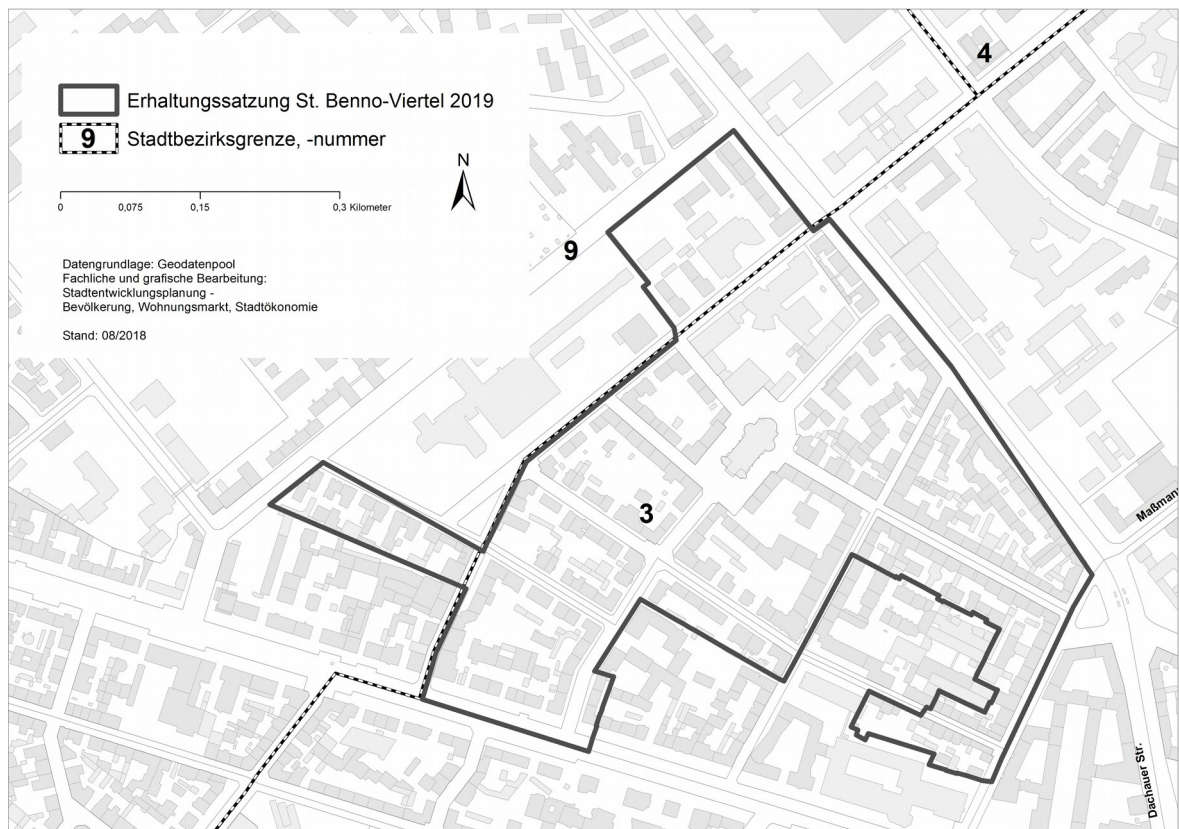 Erhaltungssatzung St. Benno-Viertel 2019
9 Stadtbezirksgrenze, -nummer
N
0 0,075 0,15 0,3 Kilometer
Datengrundlage: Geodatenpool
Fachliche und grafische Bearbeitung:
Stadtentwicklungsplanung -
Bevölkerung, Wohnungsmarkt, Stadtökonomie
Stand: 08/2018
4
9
3
Maßmann
Dachauer Str.